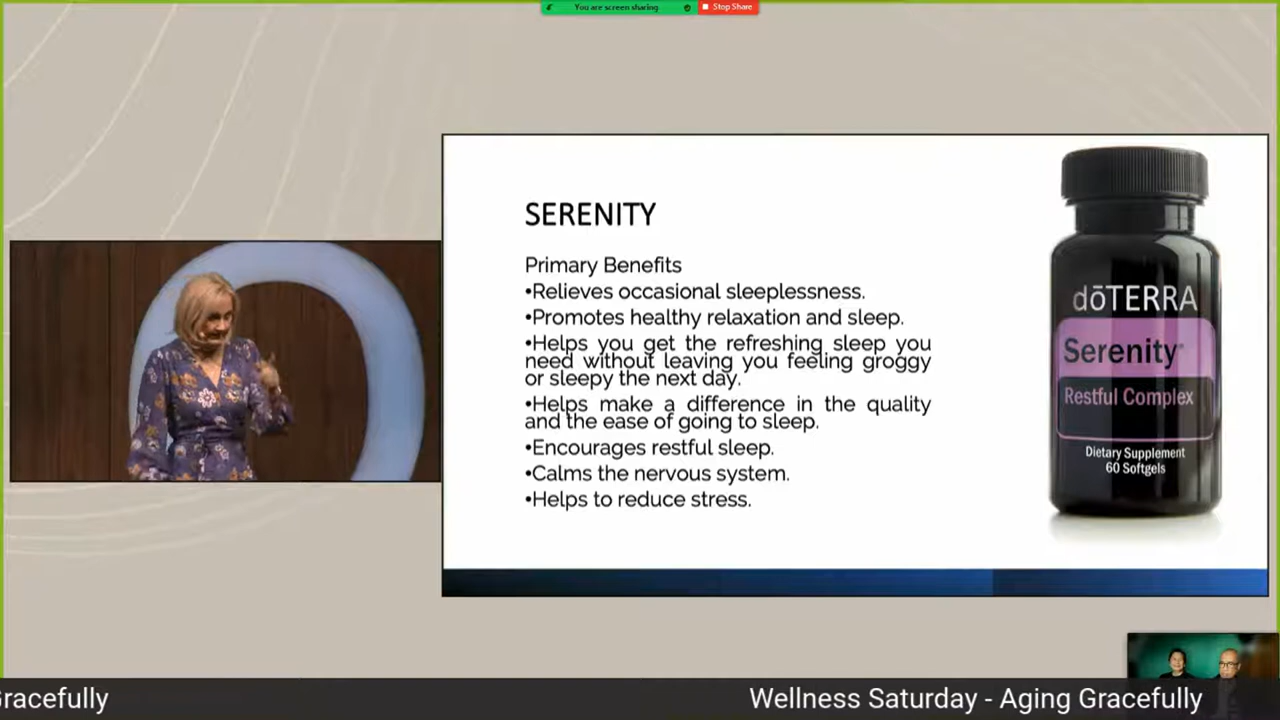 You are screen sharing
Stop Share
SERENITY
Primary Benefits
•Relieves occasional sleeplessness.
•Promotes healthy relaxation and sleep.
•Helps you get the refreshing sleep you
need without leaving you feeling groggy
or sleepy the next day.
•Helps make a difference in the quality
and the ease of going to sleep.
•Encourages restful sleep.
•Calms the nervous system.
•Helps to reduce stress.
dōTERRA
Serenity®
Restful Complex
Dietary Supplement
60 Softgels
Gracefully
Wellness Saturday - Aging Gracefully